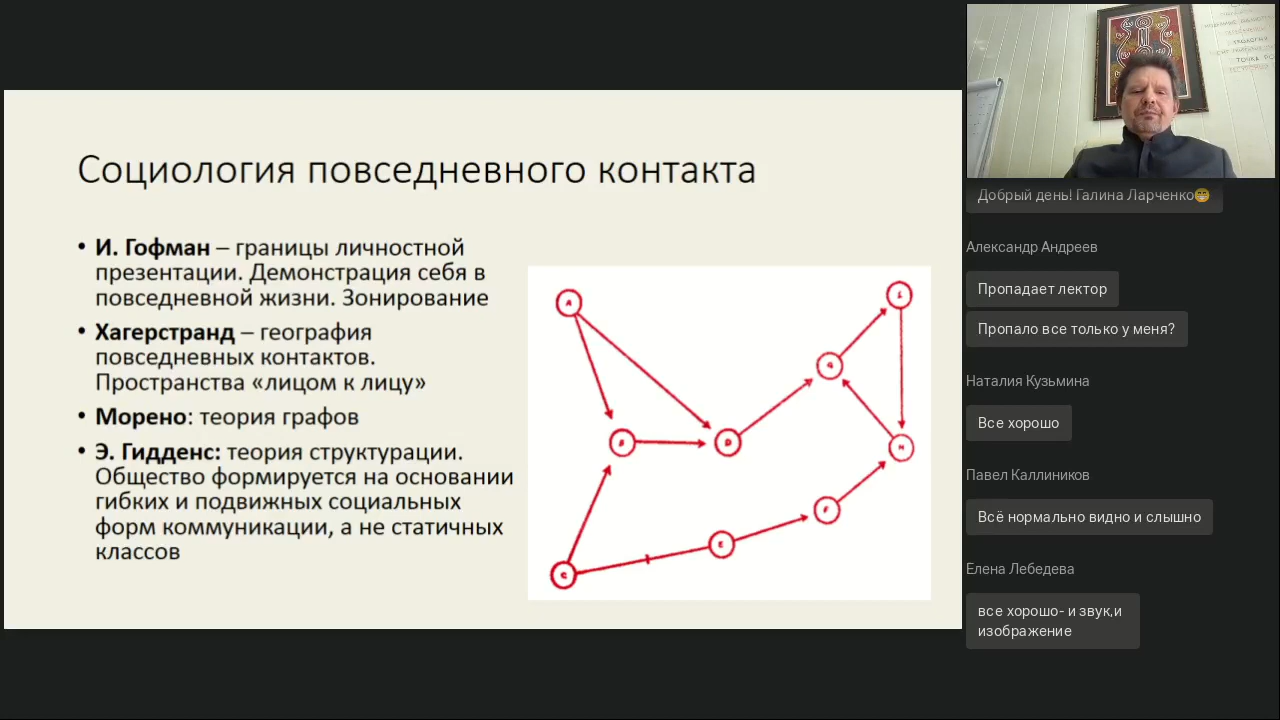 Социология повседневного контакта
• И. Гофман – границы личностной
презентации. Демонстрация себя в
повседневной жизни. Зонирование
• Хагерстранд – география
повседневных контактов.
Пространства «лицом к лицу»
• Морено: теория графов
• Э. Гидденс: теория структурации.
Общество формируется на основании
гибких и подвижных социальных
форм коммуникации, а не статичных
классов
A
D
C
E
F
Добрый день! Галина Ларченко😁
Александр Андреев
Пропадает лектор
Пропало все только у меня?
Наталия Кузьмина
Все хорошо
Павел Каллиников
Всё нормально видно и слышно
Елена Лебедева
все хорошо- и звук,и
изображение